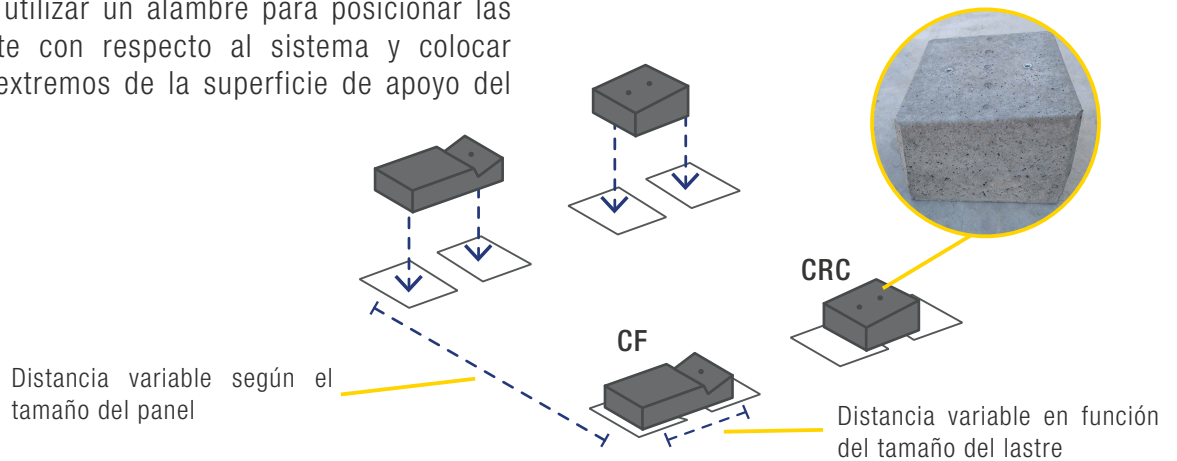 utilizar un alambre para posicionar las
te con respecto al sistema y colocar
extremos de la superficie de apoyo del
CRC
CF
Distancia variable según el
tamaño del panel
Distancia variable en función
del tamaño del lastre